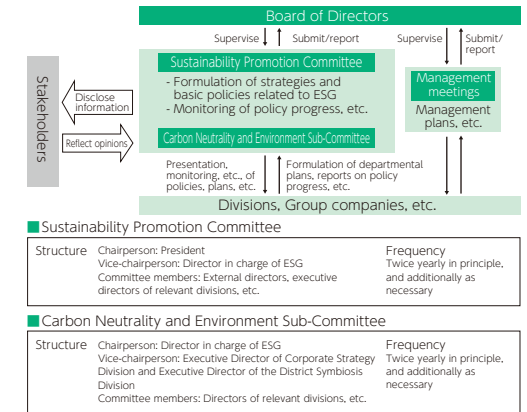 Board of Directors
Supervise
Submit/report
Supervise
Submit/
report
Sustainability Promotion Committee
- Formulation of strategies and
basic policies related to ESG
- Monitoring of policy progress, etc.
Carbon Neutrality and Environment Sub-Committee
Management
meetings
Management
plans, etc.
Stakeholders
Disclose
information
Reflect opinions
Presentation,
monitoring, etc., of
policies, plans, etc.
Formulation of departmental
plans, reports on policy
progress, etc.
Divisions, Group companies, etc.
Sustainability Promotion Committee
Structure
Chairperson: President
Vice-chairperson: Director in charge of ESG
Committee members: External directors, executive
directors of relevant divisions, etc.
Frequency
Twice yearly in principle,
and additionally as
necessary
Carbon Neutrality and Environment Sub-Committee
Structure
Chairperson: Director in charge of ESG
Vice-chairperson: Executive Director of Corporate Strategy
Division and Executive Director of the District Symbiosis
Division
Committee members: Directors of relevant divisions, etc.
Frequency
Twice yearly in principle,
and additionally as
necessary